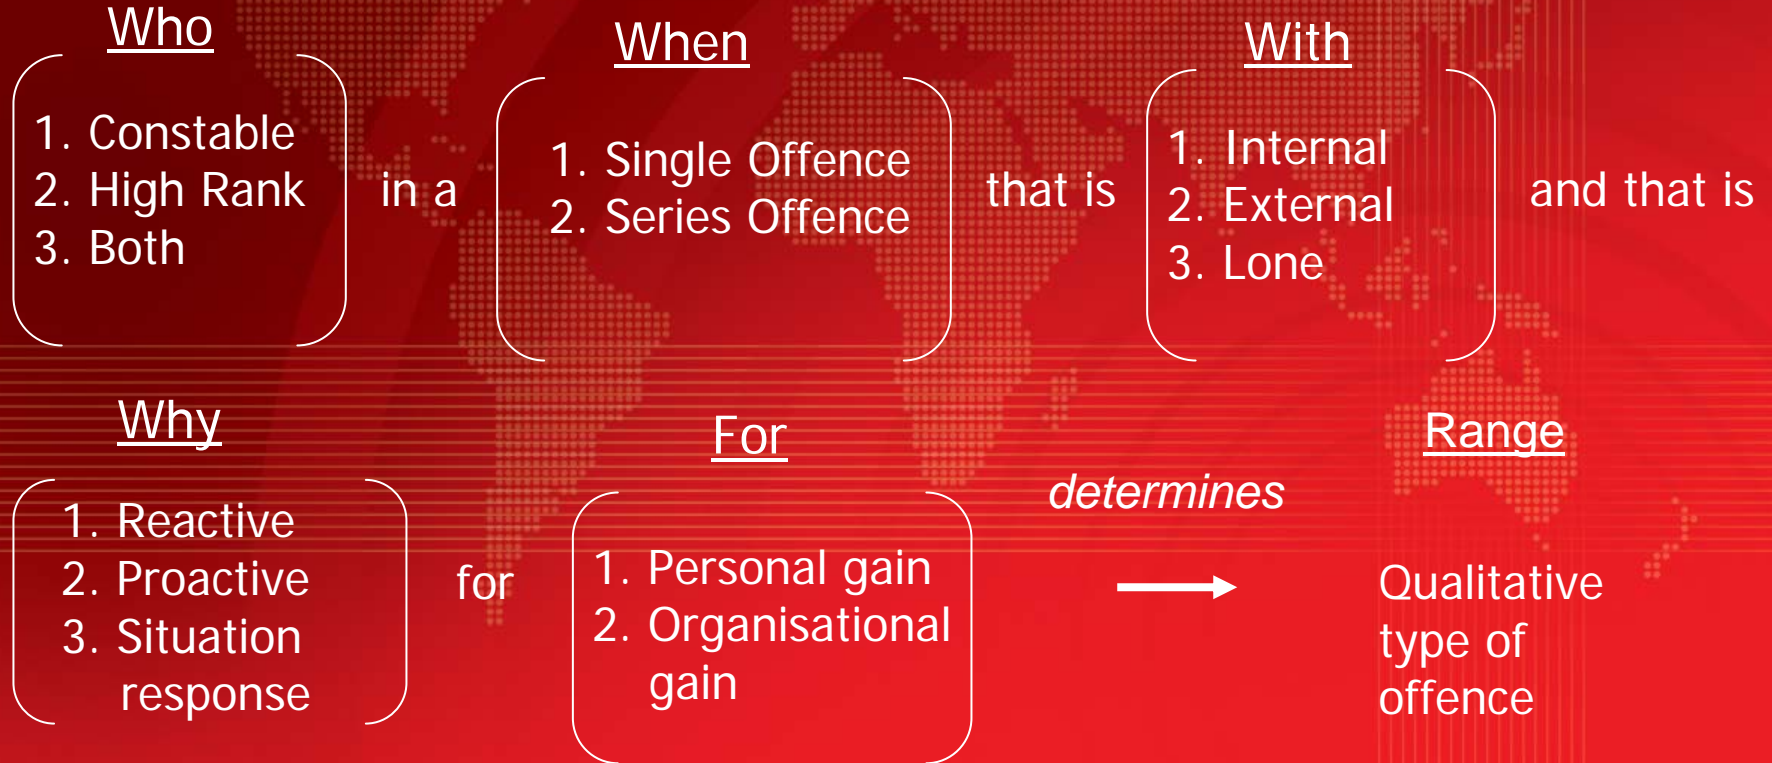 Who
1. Constable
2. High Rank
3. Both
in a
When
1. Single Offence
2. Series Offence
that is
With
1. Internal
2. External
3. Lone
and that is
Why
1. Reactive
2. Proactive
3. Situation
response
for
For
1. Personal gain
2. Organisational
gain
determines
Range
Qualitative
type of
offence